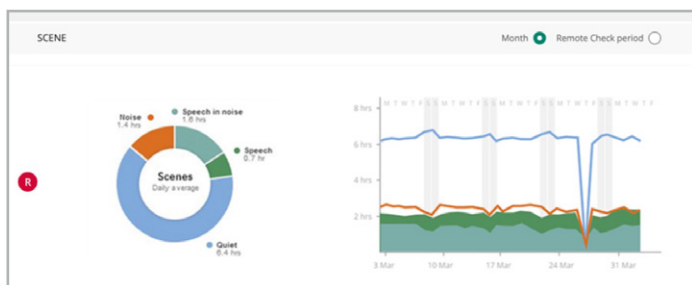 SCENE
Month
Remote Check period
Noise
1.4 hrs
Speech in noise
1.6 hrs
Speech
0.7 hr
Scenes
Daily average
Quiet
6.4 hrs
R
8 hrs
6 hrs
4 hrs
2 hrs
M T W T F S S M T W T F S S M T W T F S S M T W T F S S M T W T F
3 Mar
10 Mar
17 Mar
24 Mar
31 Mar